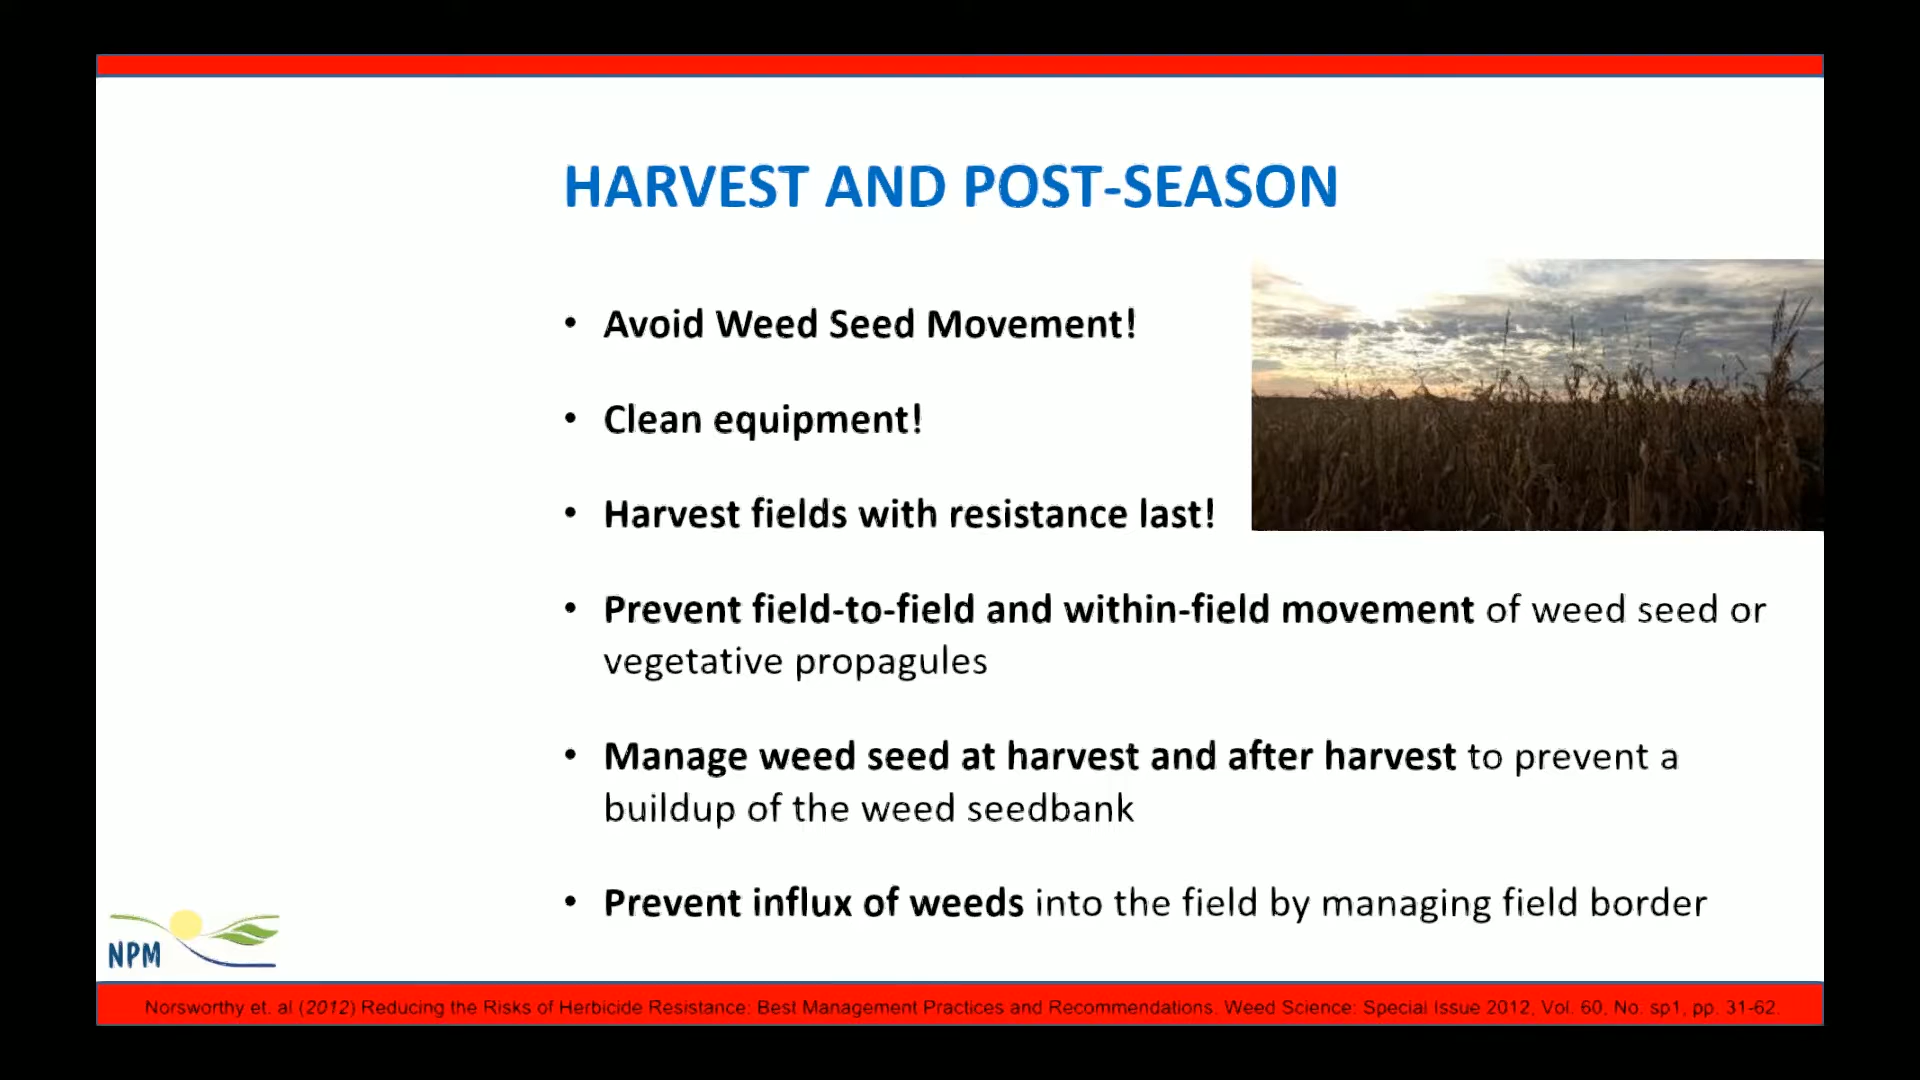 HARVEST AND POST-SEASON
• Avoid Weed Seed Movement!
• Clean equipment!
• Harvest fields with resistance last!
• Prevent field-to-field and within-field movement of weed seed or
vegetative propagules
• Manage weed seed at harvest and after harvest to prevent a
buildup of the weed seedbank
• Prevent influx of weeds into the field by managing field border
NPM
Norsworthy et. al (2012) Reducing the Risks of Herbicide Resistance: Best Management Practices and Recommendations. Weed Science: Special Issue 2012, Vol. 60, No. sp1, pp. 31-62.